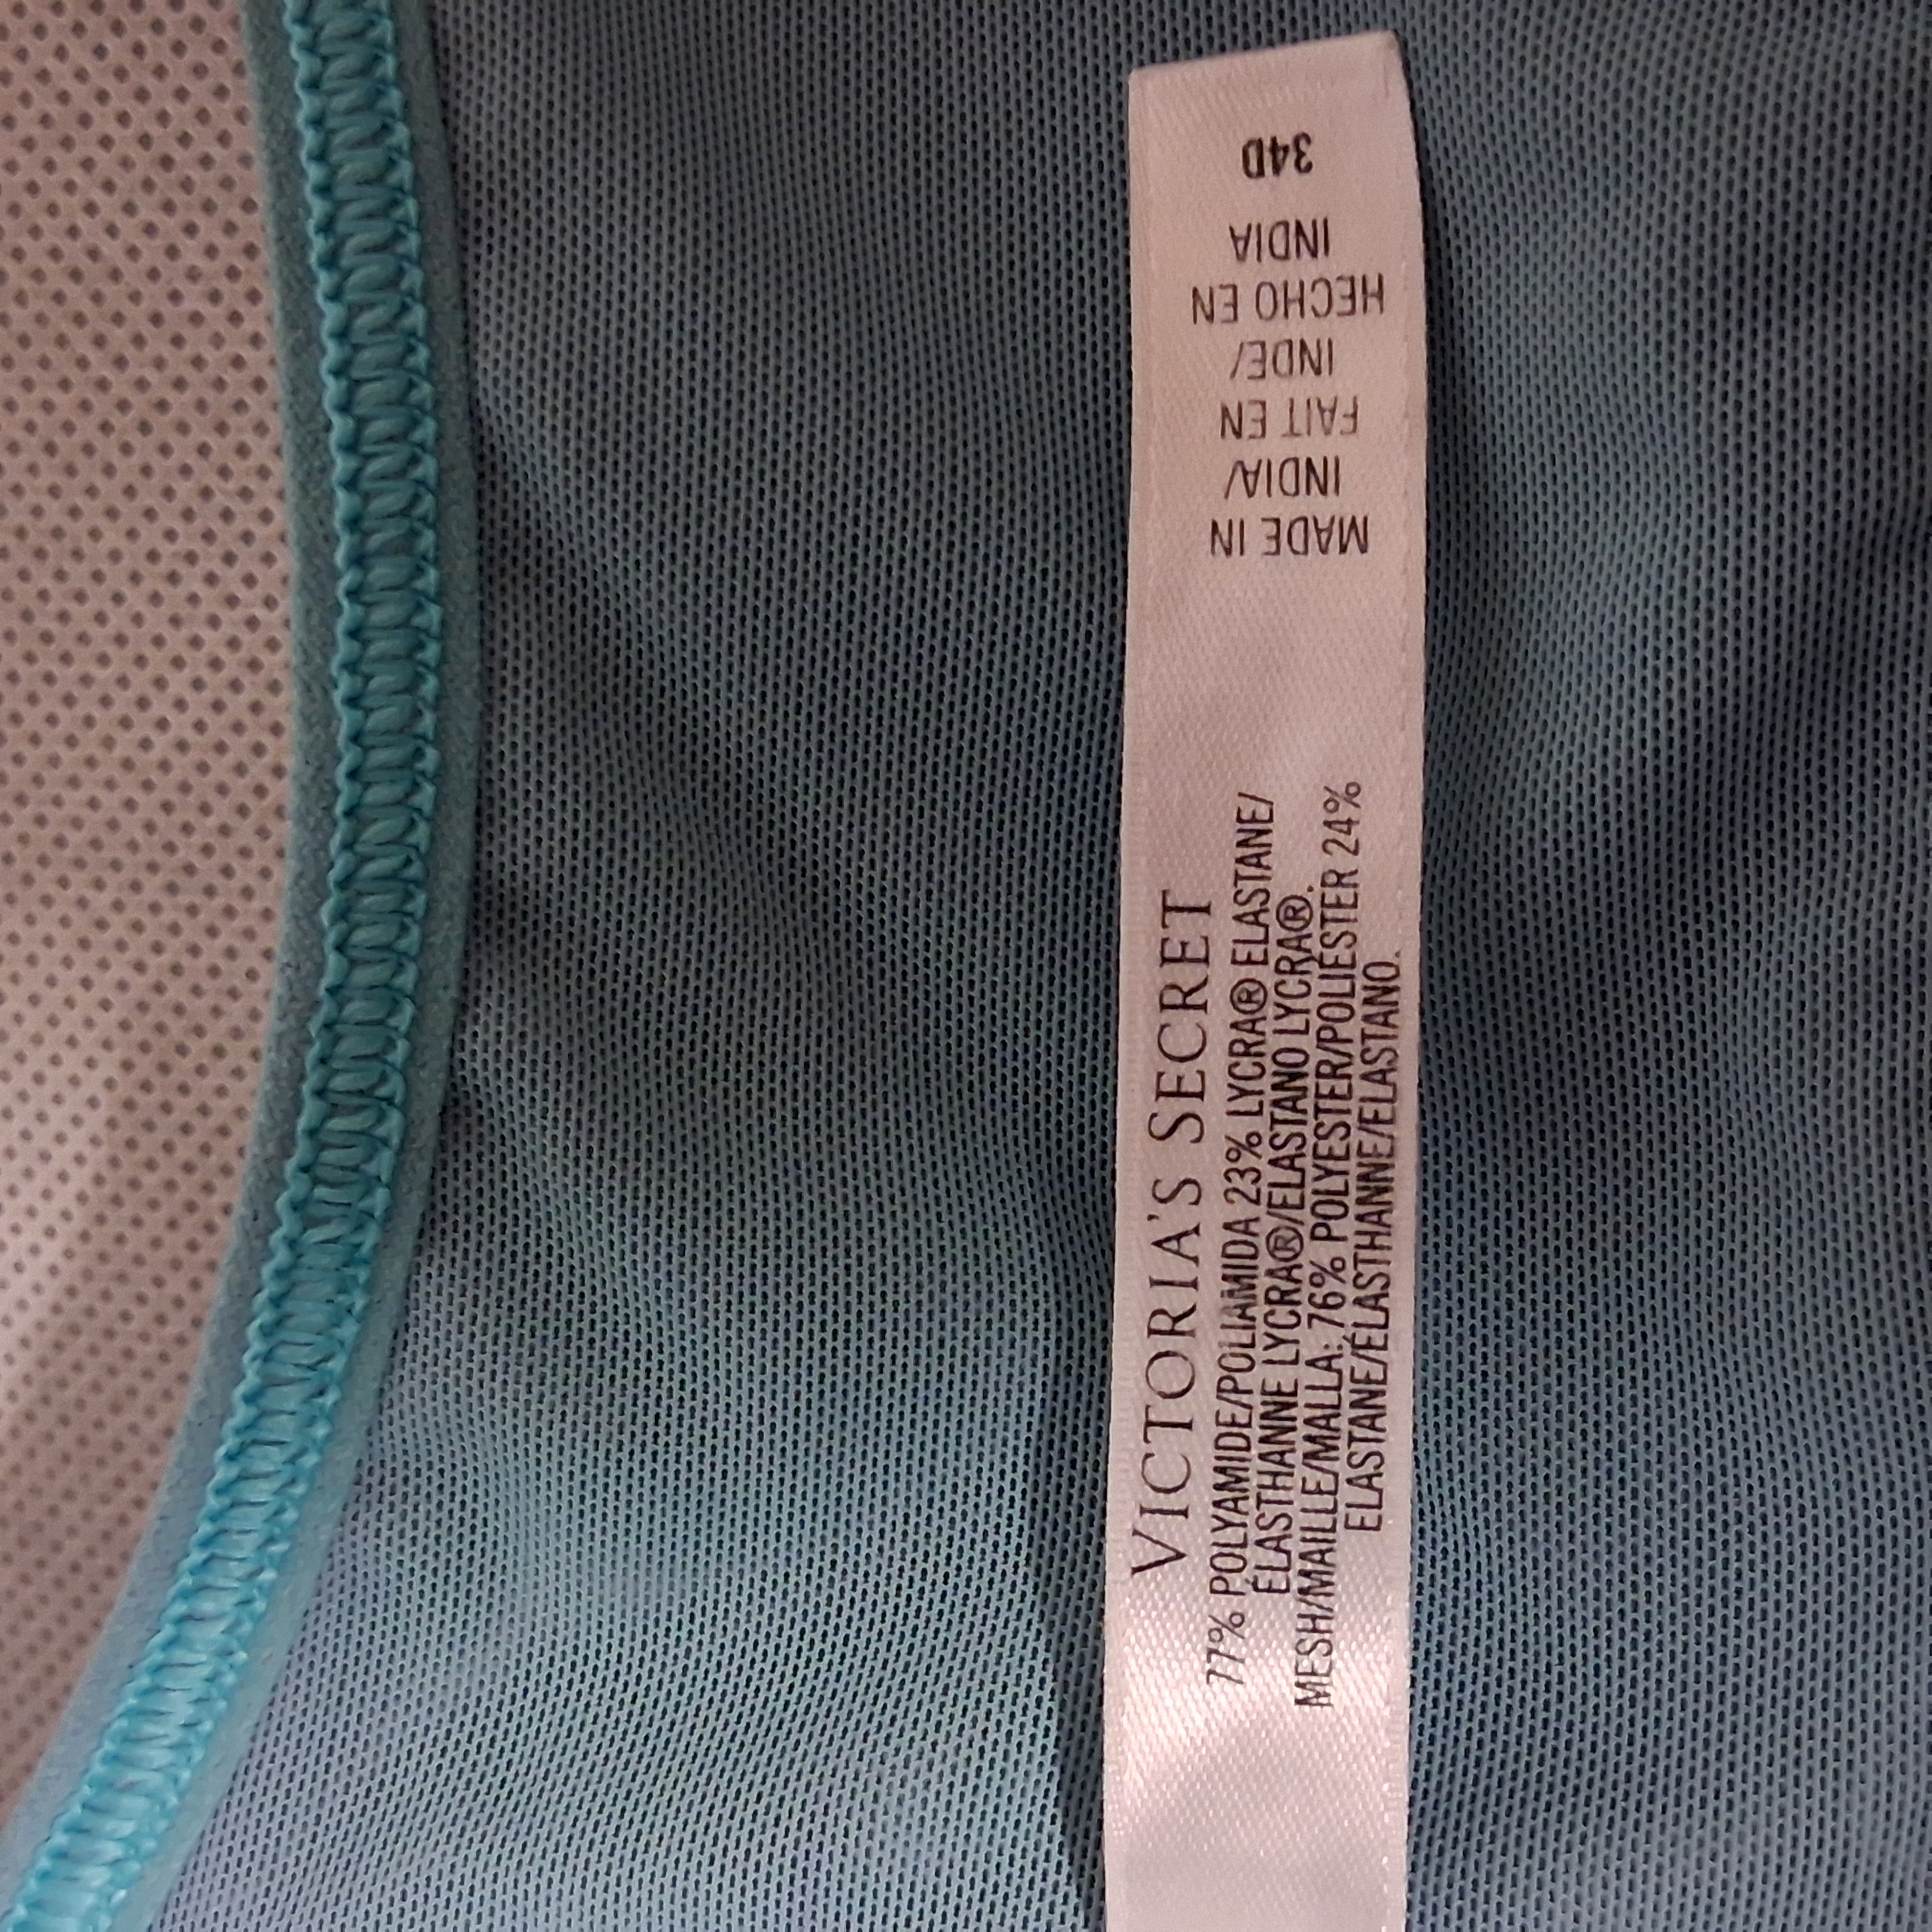 VICTORIA'S SECRET
77% POLYAMIDE/POLIAMIDA 23% LYCRA® ELASTANE/
ÉLASTHANNE LYCRA®/ELASTANO LYCRA®.
MESH/MAILLE/MALLA: 76% POLYESTER/POLIÉSTER 24%
ELASTANE/ÉLASTHANNE/ELASTANO.
MADE IN
INDIA/
FAIT EN
INDE/
HECHO EN
INDIA
34D